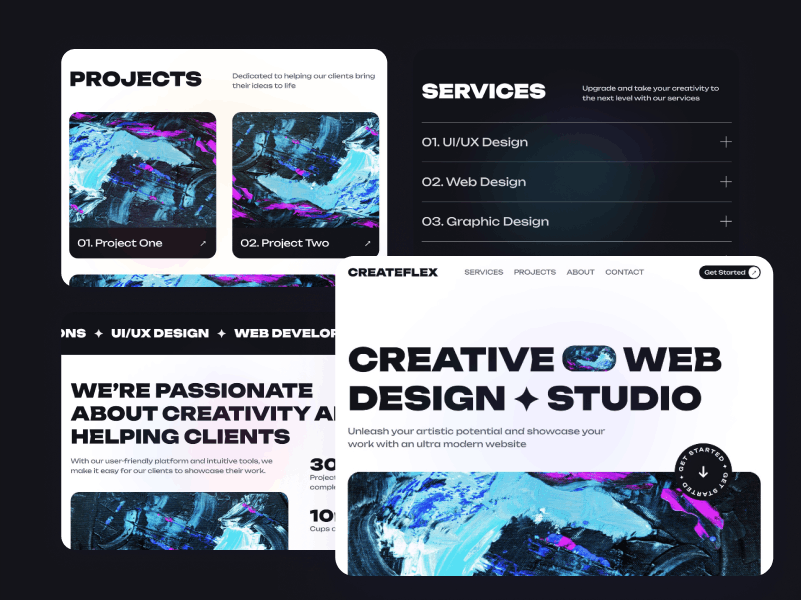 PROJECTS
Dedicated to helping our clients bring
their ideas to life
01. Project One
02. Project Two
SERVICES
Upgrade and take your creativity to
the next level with our services
01. UI/UX Design
02. Web Design
03. Graphic Design
ONS ✦ UI/UX DESIGN ✦ WEB DEVELOP
WE'RE PASSIONATE
ABOUT CREATIVITY A
HELPING CLIENTS
With our user-friendly platform and intuitive tools, we
make it easy for our clients to showcase their work.
30
Project
comple
10
Cups
CREATEFLEX
SERVICES PROJECTS ABOUT CONTACT
Get Started
CREATIVE WEB
DESIGN ✦ STUDIO
Unleash your artistic potential and showcase your
work with an ultra modern website
GET STARTED ✦ GET STARTED ✦